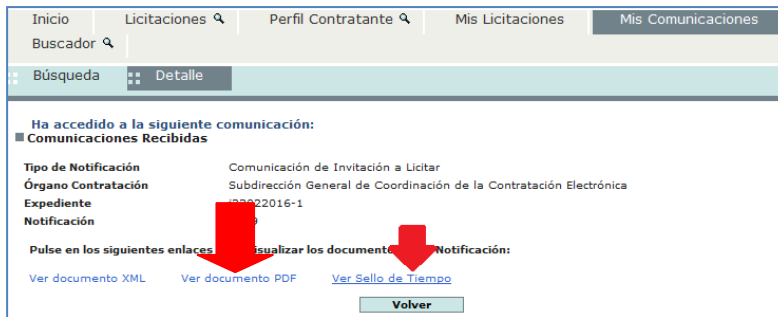 Inicio Licitaciones Perfil Contratante Mis Licitaciones Mis Comunicaciones
Buscador
Búsqueda Detalle
Ha accedido a la siguiente comunicación:
Comunicaciones Recibidas
Tipo de Notificación Comunicación de Invitación a Licitar
Órgano Contratación Subdirección General de Coordinación de la Contratación Electrónica
Expediente 22016-1
Notificación
Pulse en los siguientes enlaces isualizar los document Notificación:
Ver documento XML Ver documento PDF Ver Sello de Tiempo
Volver